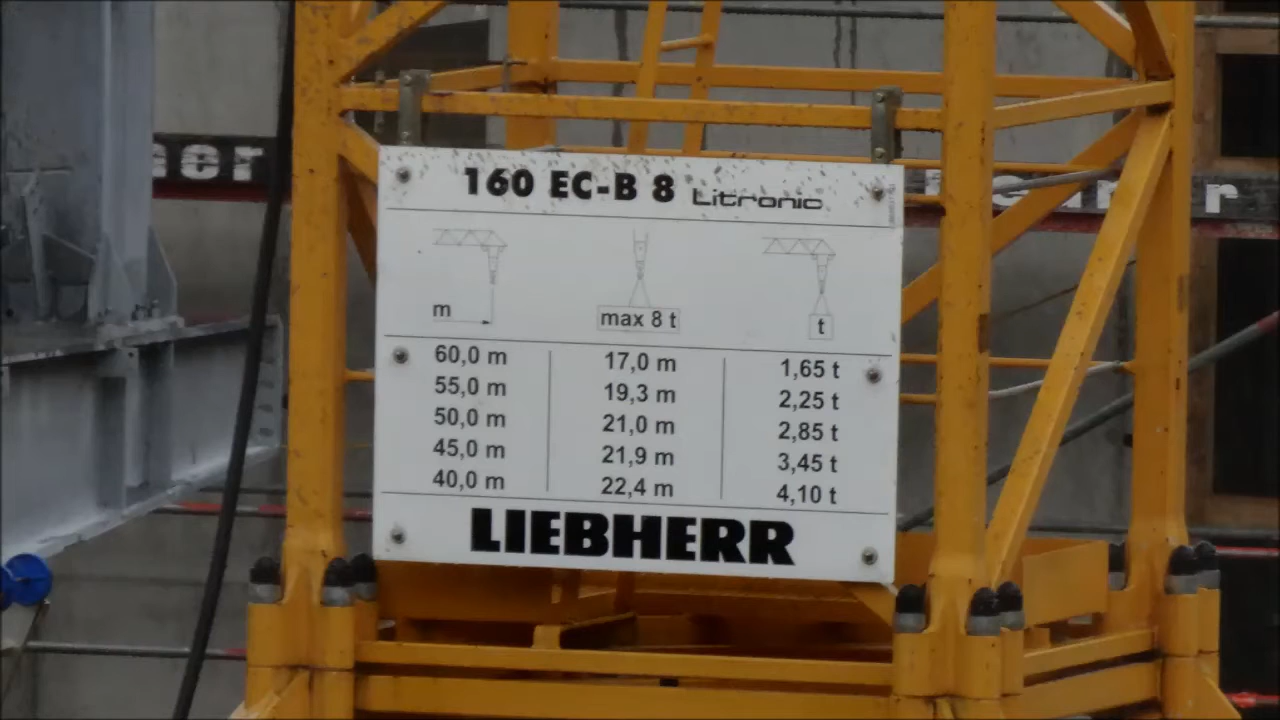 160 EC-B 8 Litronic
m max 8 t t
60,0 m 17,0 m 1,65 t
55,0 m 19,3 m 2,25 t
50,0 m 21,0 m 2,85 t
45,0 m 21,9 m 3,45 t
40,0 m 22,4 m 4,10 t
LIEBHERR